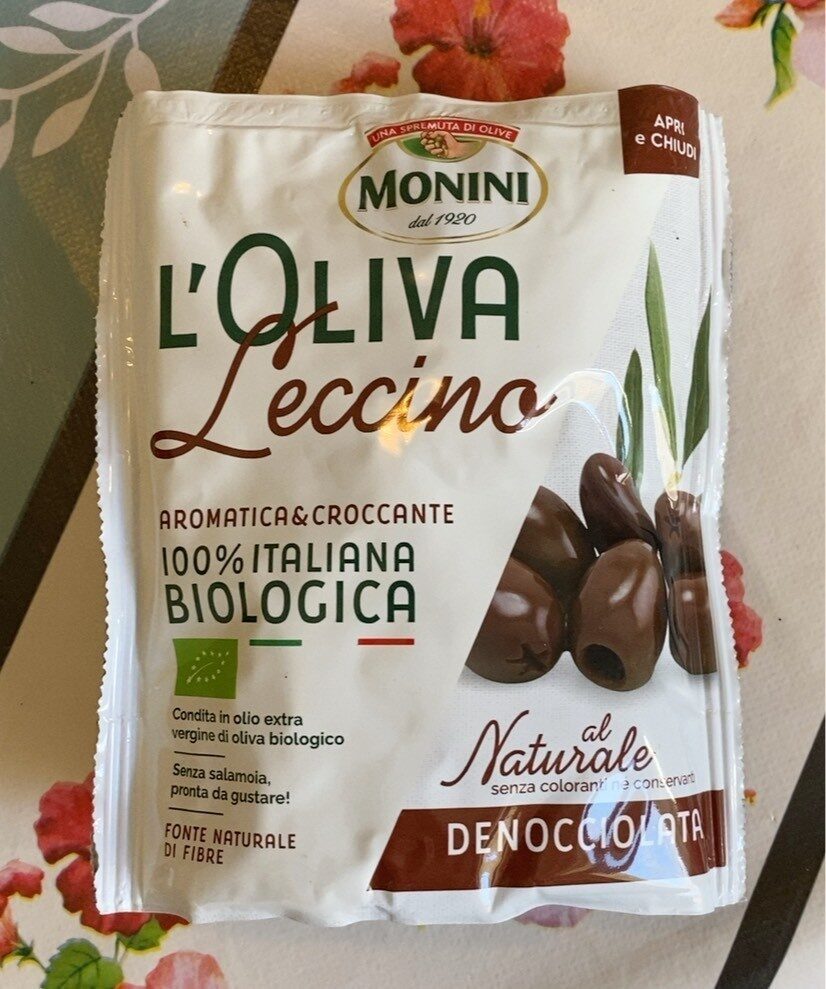 UNA SPREMUTA DI OLIVE
MONINI
dal 1920
APRI
e CHIUDI
L'OLIVA
Leccino
AROMATICA&CROCCANTE
100% ITALIANA
BIOLOGICA
Condita in olio extra
vergine di oliva biologico
Senza salamoia,
pronta da gustare!
FONTE NATURALE
DI FIBRE
al
Naturale
senza coloranti né conservanti
DENOCCIOLATA